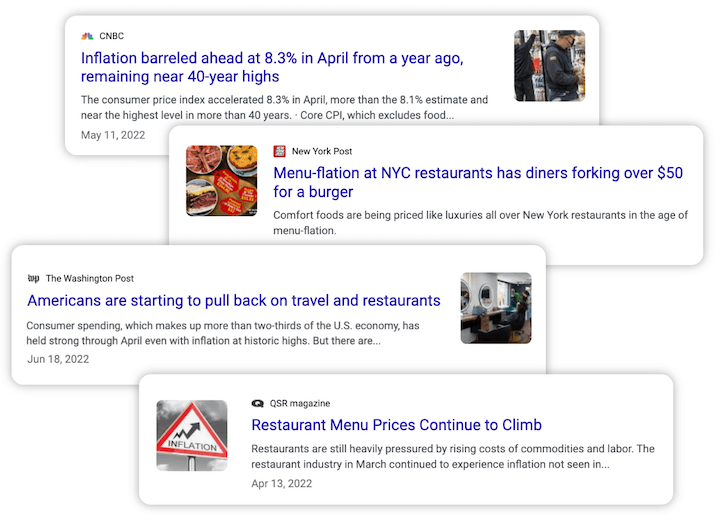 CNBC
Inflation barreled ahead at 8.3% in April from a year ago,
remaining near 40-year highs
The consumer price index accelerated 8.3% in April, more than the 8.1% estimate and
near the highest level in more than 40 years. · Core CPI, which excludes food...
May 11, 2022
New York Post
Menu-flation at NYC restaurants has diners forking over $50
for a burger
Comfort foods are being priced like luxuries all over New York restaurants in the age of
menu-flation.
wp The Washington Post
Americans are starting to pull back on travel and restaurants
Consumer spending, which makes up more than two-thirds of the U.S. economy, has
held strong through April even with inflation at historic highs. But there are...
Jun 18, 2022
QSR magazine
Restaurant Menu Prices Continue to Climb
INFLATION
Restaurants are still heavily pressured by rising costs of commodities and labor. The
restaurant industry in March continued to experience inflation not seen in...
Apr 13, 2022